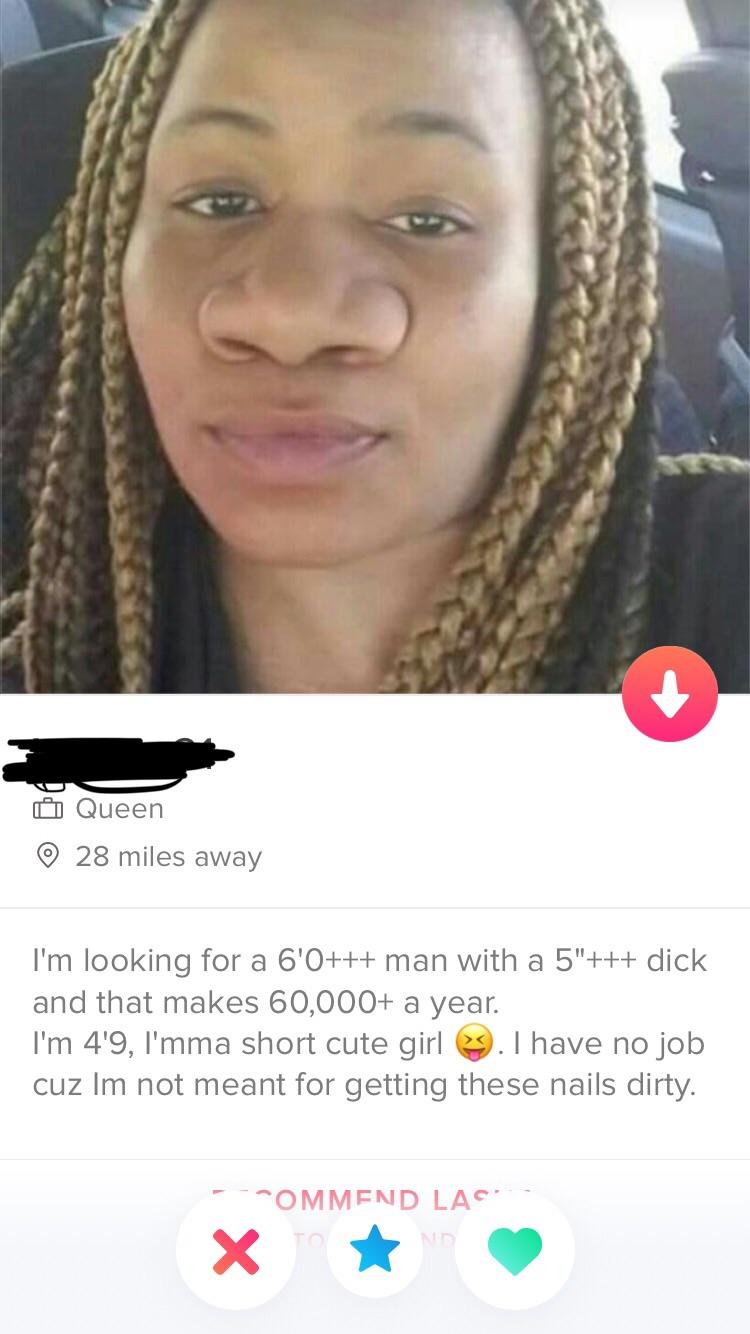 Queen
28 miles away
I'm looking for a 6'0+++ man with a 5"+++ dick
and that makes 60,000+ a year.
I'm 4'9, I'mma short cute girl 😝. I have no job
cuz Im not meant for getting these nails dirty.
RECOMMEND